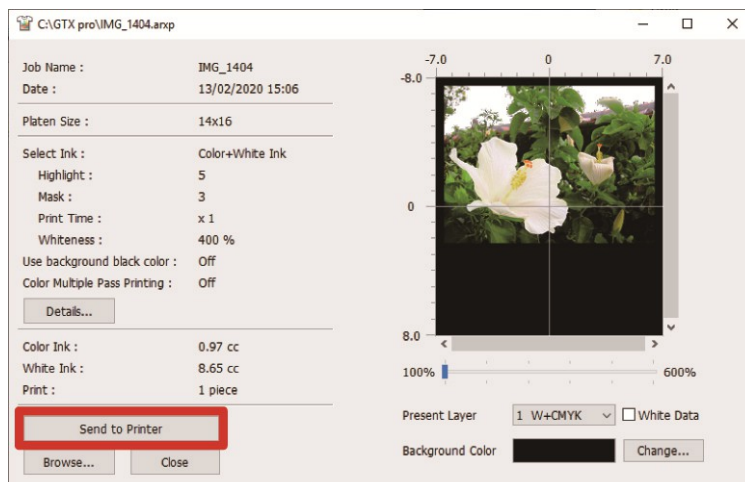 C:\GTX pro\IMG_1404.arxp
Job Name : IMG_1404
Date : 13/02/2020 15:06
Platen Size : 14x16
Select Ink : Color+White Ink
Highlight : 5
Mask : 3
Print Time : x 1
Whiteness : 400 %
Use background black color : Off
Color Multiple Pass Printing : Off
Details...
Color Ink : 0.97 cc
White Ink : 8.65 cc
Print : 1 piece
Send to Printer
Browse... Close
-7.0 0 7.0
-8.0
0
8.0
100% 600%
Present Layer 1 W+CMYK White Data
Background Color Change...